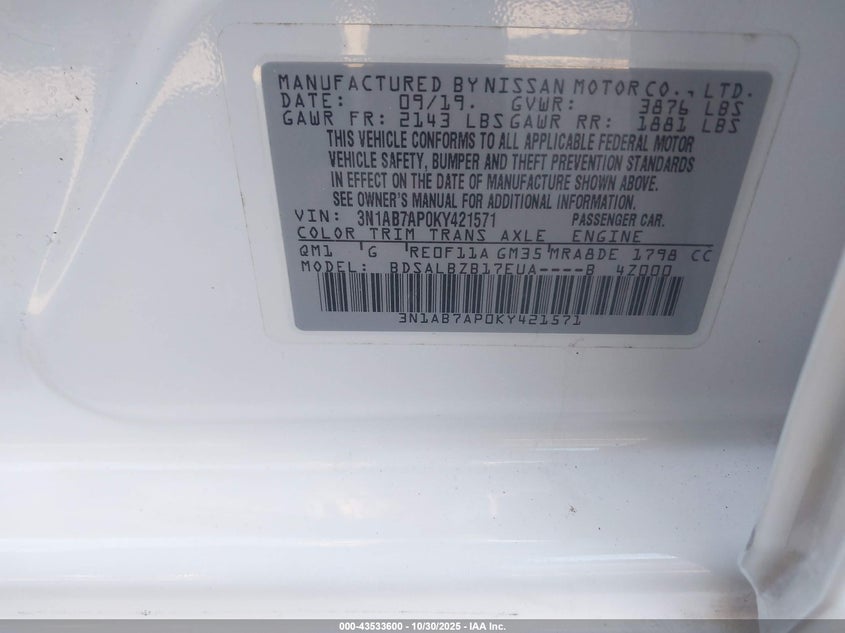 MANUFACTURED BY NISSAN MOTOR CO., LTD.
DATE: 09/19. GVWR: 3876 LBS
GAWR FR: 2143 LBS GAWR RR: 1881 LBS
THIS VEHICLE CONFORMS TO ALL APPLICABLE FEDERAL MOTOR
VEHICLE SAFETY, BUMPER AND THEFT PREVENTION STANDARDS
IN EFFECT ON THE DATE OF MANUFACTURE SHOWN ABOVE.
SEE OWNER'S MANUAL FOR ADDITIONAL INFORMATION.
VIN: 3N1AB7AP0KY421571 PASSENGER CAR.
COLOR TRIM TRANS AXLE ENGINE
QM1 'G 'RE0F11A GM35'MRA8DE 1798 CC
MODEL: BDSALBZB17EUA----B 4Z000
3N1AB7AP0KY421571
000-43533600 - 10/30/2025 - IAA Inc.